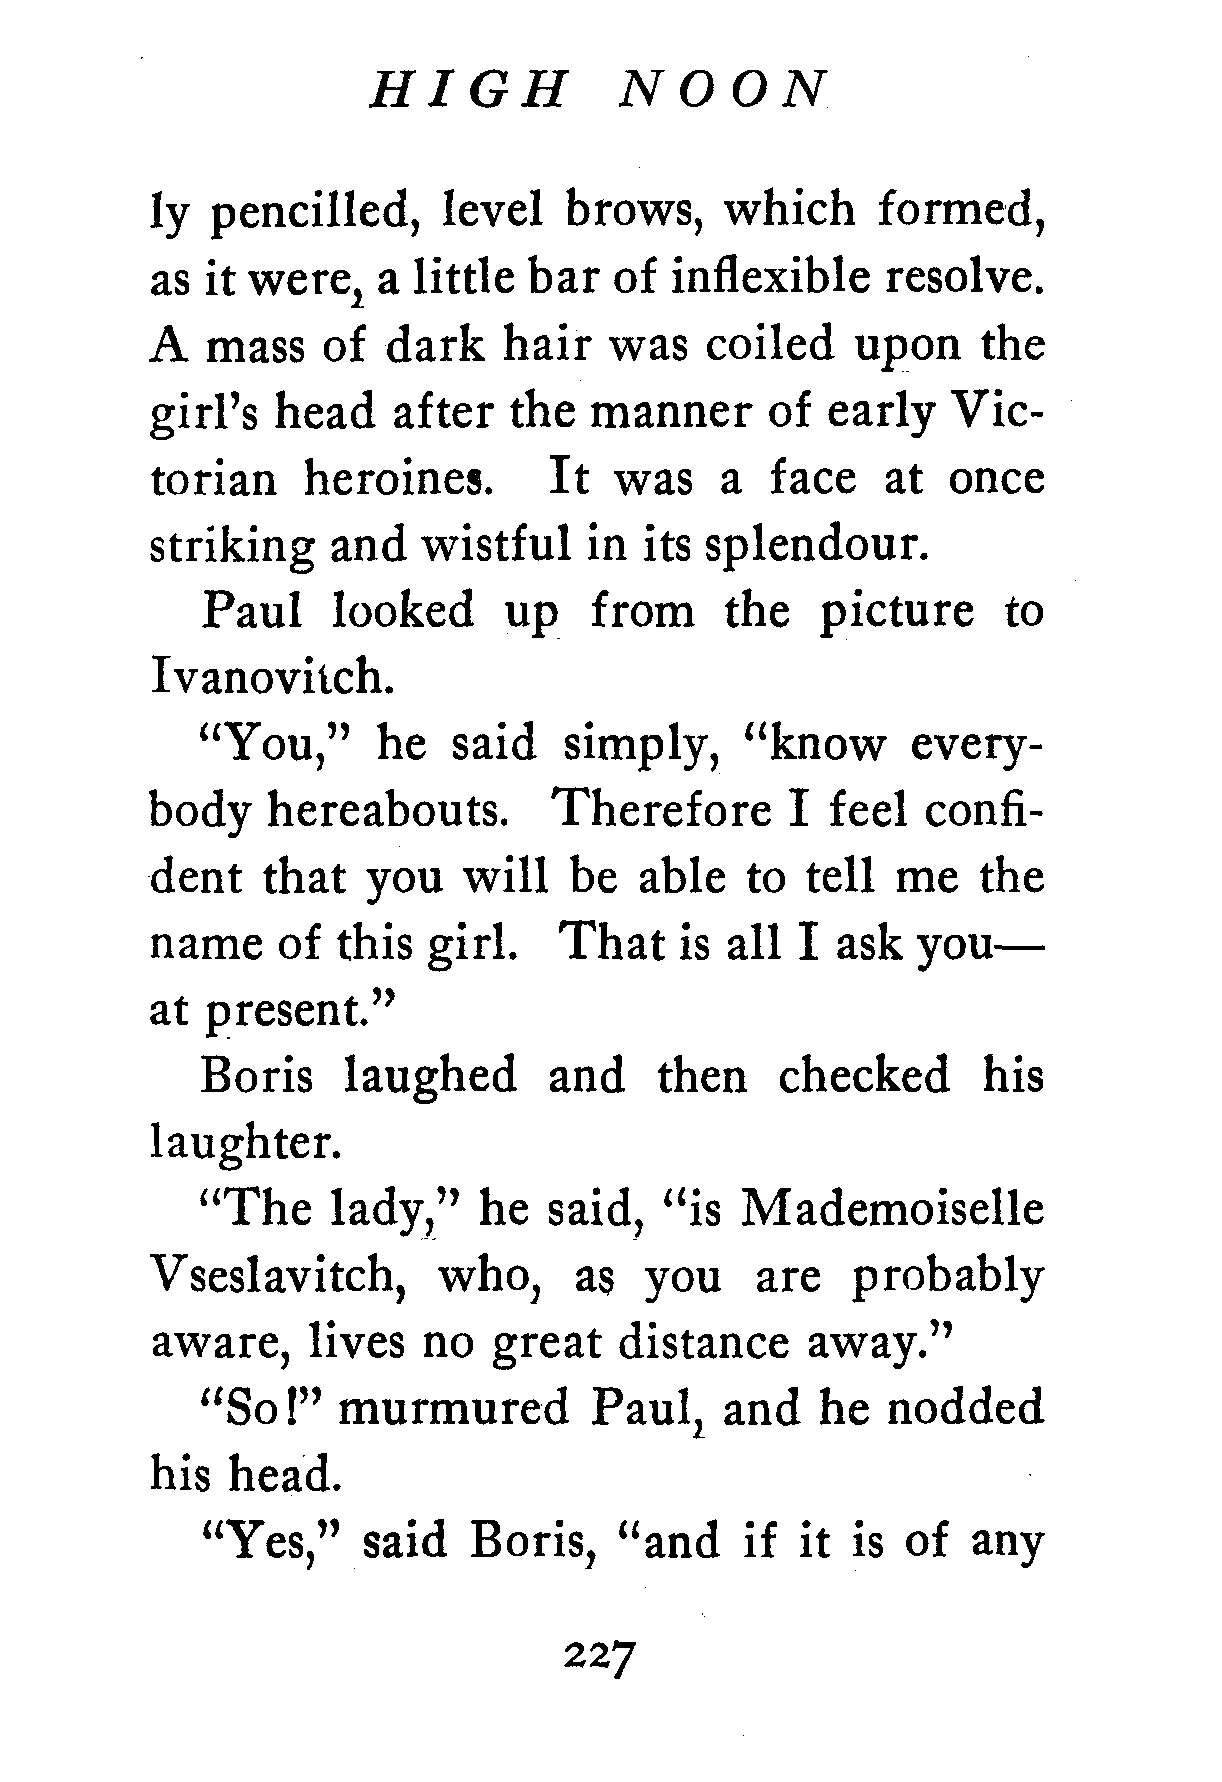 HIGH NOON
ly pencilled, level brows, which formed,
as it were, a little bar of inflexible resolve.
A mass of dark hair was coiled upon the
girl's head after the manner of early Vic-
torian heroines. It was a face at once
striking and wistful in its splendour.
Paul looked up from the picture to
Ivanovitch.
“You,” he said simply, “know every-
body hereabouts. Therefore I feel confi-
dent that you will be able to tell me the
name of this girl. That is all I ask you—
at present.”
Boris laughed and then checked his
laughter.
“The lady,” he said, “is Mademoiselle
Vseslavitch, who, as you are probably
aware, lives no great distance away.”
“So!” murmured Paul, and he nodded
his head.
“Yes,” said Boris, “and if it is of any
227